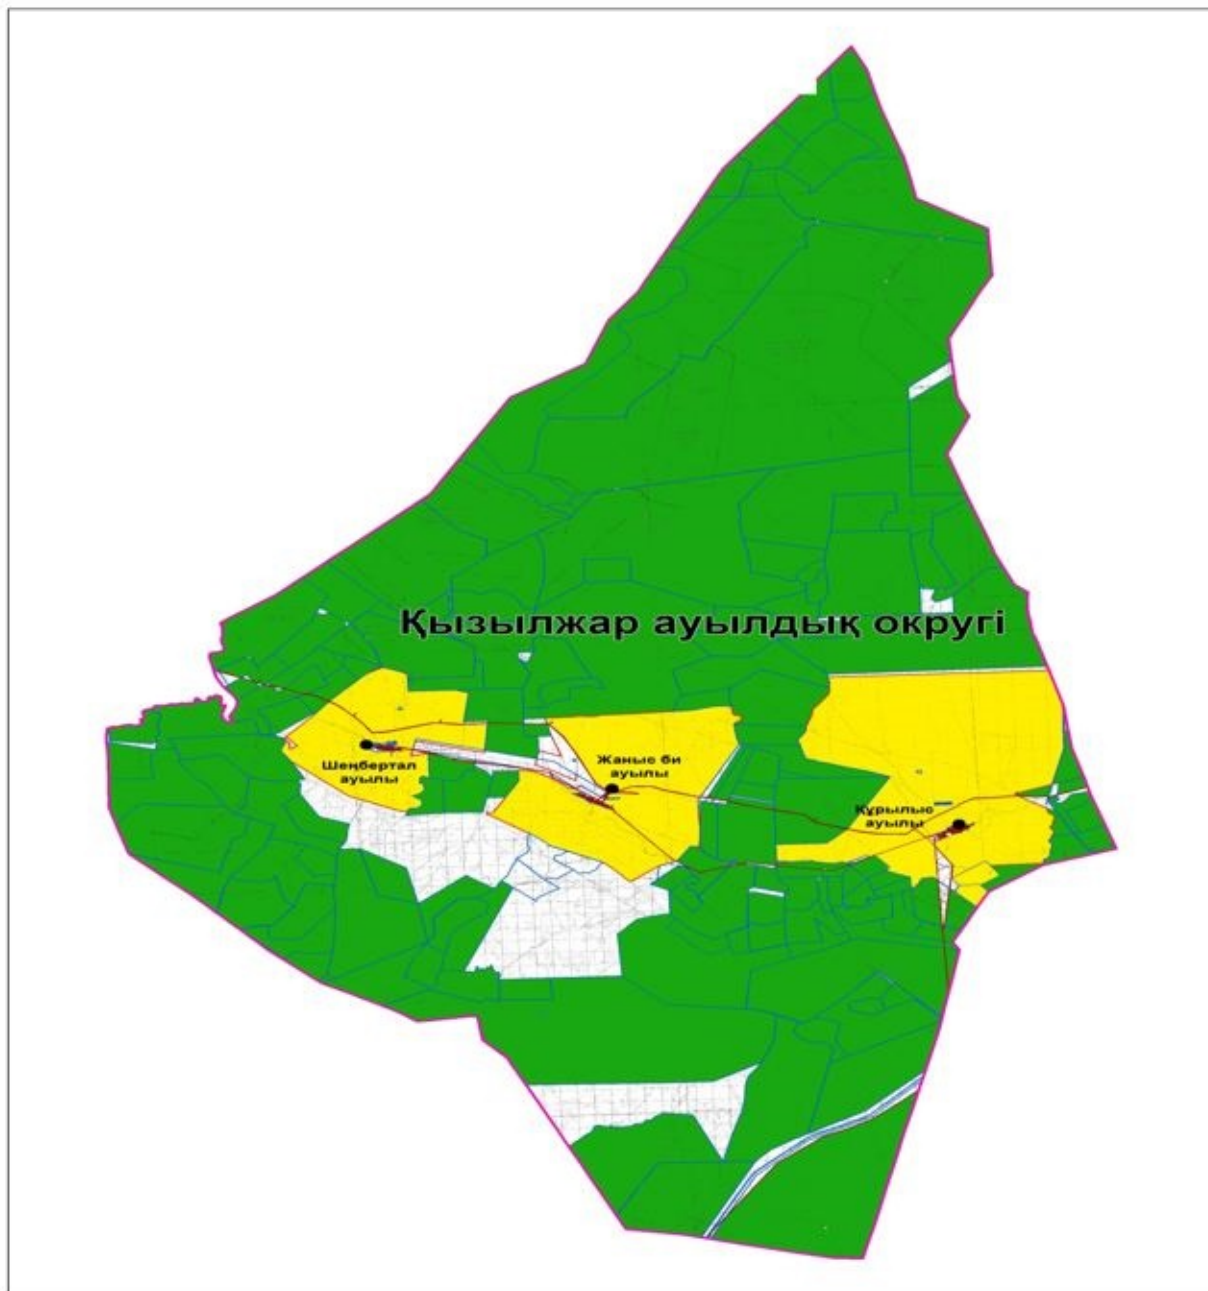 Қызылжар ауылдық округі
Шеңбертал
ауылы
Жаныс би
ауылы
Құрылыс
ауылы